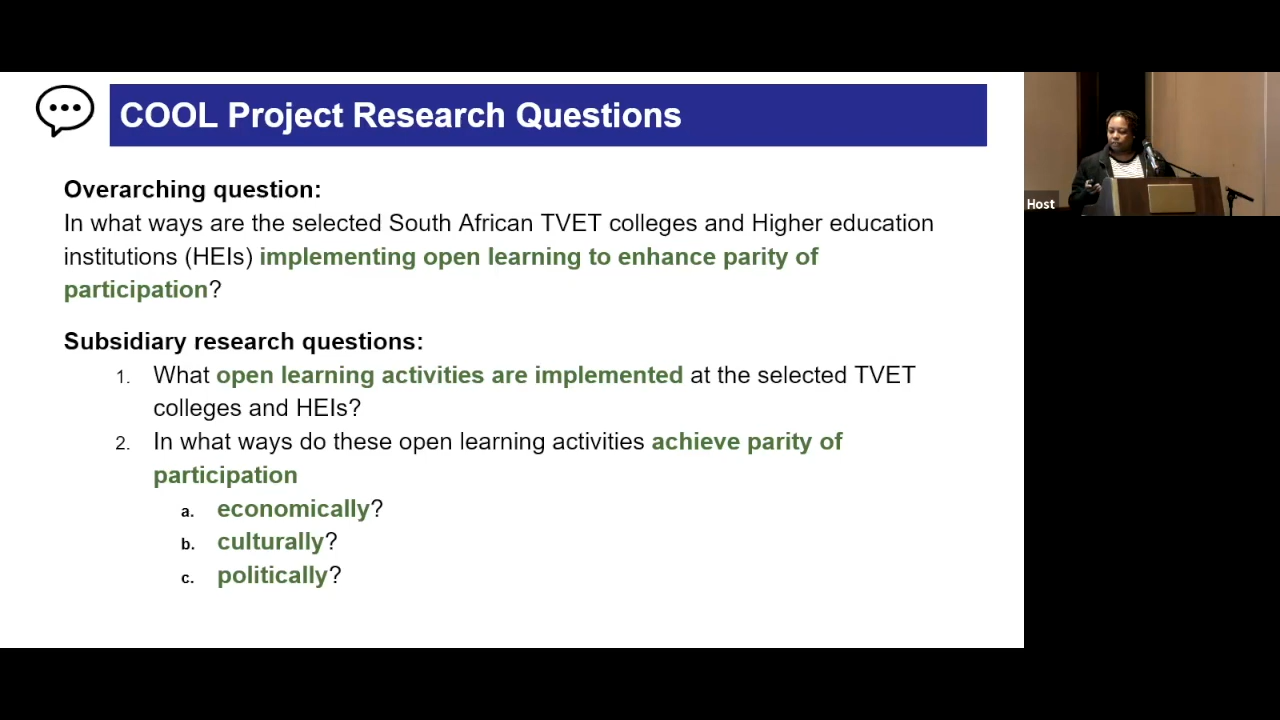 COOL Project Research Questions
Overarching question:
In what ways are the selected South African TVET colleges and Higher education
institutions (HEIs) implementing open learning to enhance parity of
participation?
Subsidiary research questions:
1. What open learning activities are implemented at the selected TVET
colleges and HEIs?
2. In what ways do these open learning activities achieve parity of
participation
a. economically?
b. culturally?
c. politically?
Host